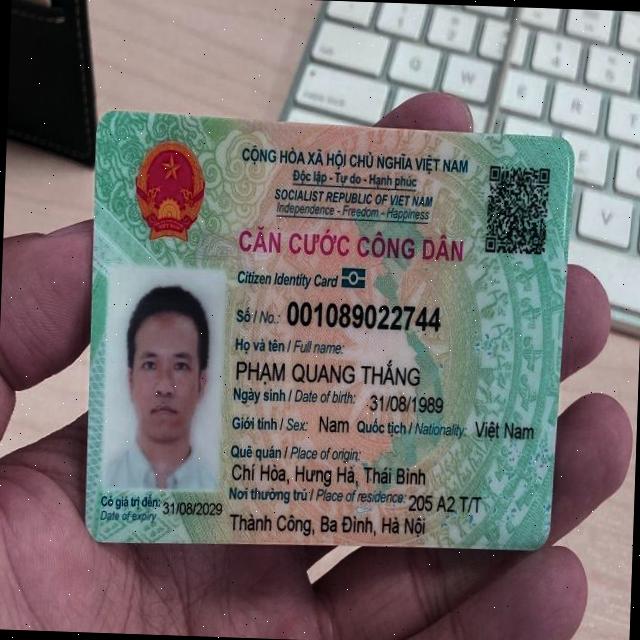 CỘNG HÒA XÃ HỘI CHỦ NGHĨA VIỆT NAM
Độc lập - Tự do - Hạnh phúc
SOCIALIST REPUBLIC OF VIET NAM
Independence - Freedom - Happiness
CĂN CƯỚC CÔNG DÂN
Citizen Identity Card
Số / No.: 001089022744
Họ và tên / Full name:
PHẠM QUANG THẮNG
Ngày sinh / Date of birth: 31/08/1989
Giới tính / Sex: Nam Quốc tịch / Nationality: Việt Nam
Quê quán / Place of origin:
Chí Hòa, Hưng Hà, Thái Bình
Nơi thường trú / Place of residence: 205 A2 T/T
Thành Công, Ba Đình, Hà Nội
Có giá trị đến: 31/08/2029
Date of expiry